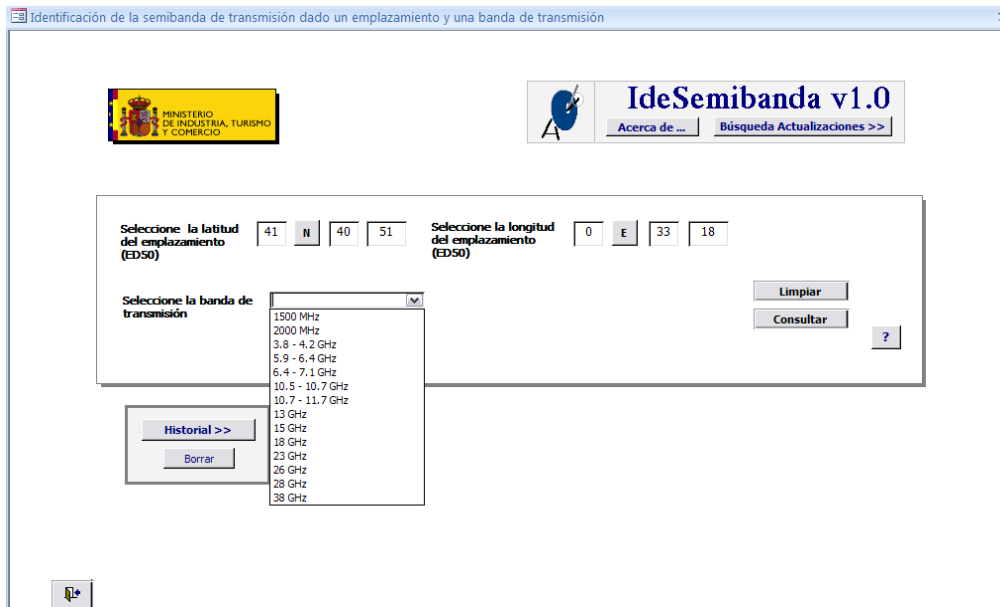 Identificación de la semibanda de transmisión dado un emplazamiento y una banda de transmisión
MINISTERIO
DE INDUSTRIA, TURISMO
Y COMERCIO
IdeSemibanda v1.0
Acerca de ...
Búsqueda Actualizaciones >>
Seleccione la latitud
del emplazamiento
(ED50)
41 N 40 51
Seleccione la longitud
del emplazamiento
(ED50)
0 E 33 18
Seleccione la banda de
transmisión
1500 MHz
2000 MHz
3.8 - 4.2 GHz
5.9 - 6.4 GHz
6.4 - 7.1 GHz
10.5 - 10.7 GHz
10.7 - 11.7 GHz
13 GHz
15 GHz
18 GHz
23 GHz
26 GHz
28 GHz
38 GHz
Limpiar
Consultar
?
Historial >>
Borrar